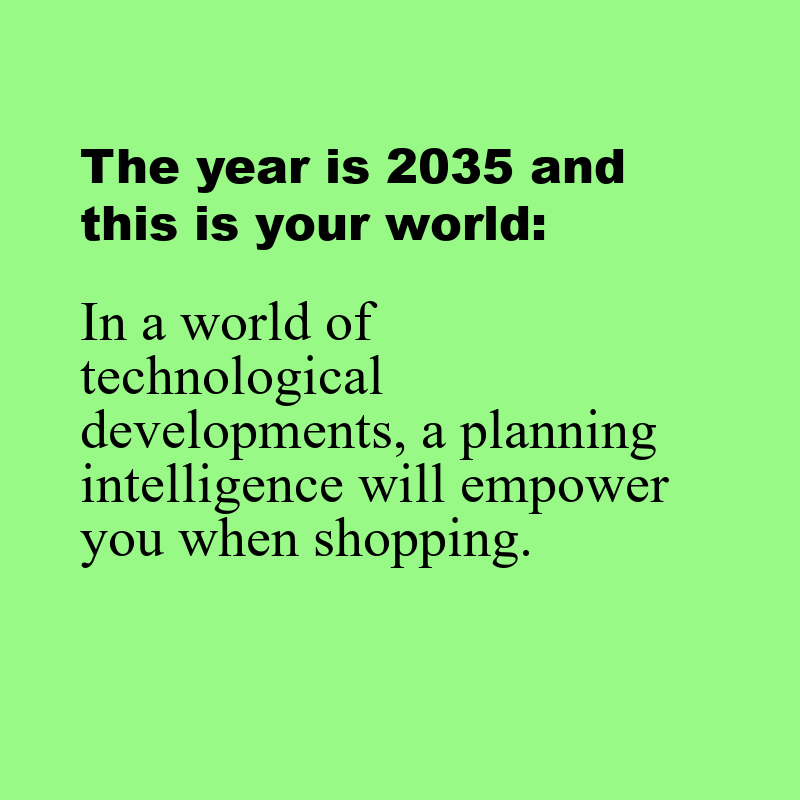 The year is 2035 and
this is your world:
In a world of
technological
developments, a planning
intelligence will empower
you when shopping.